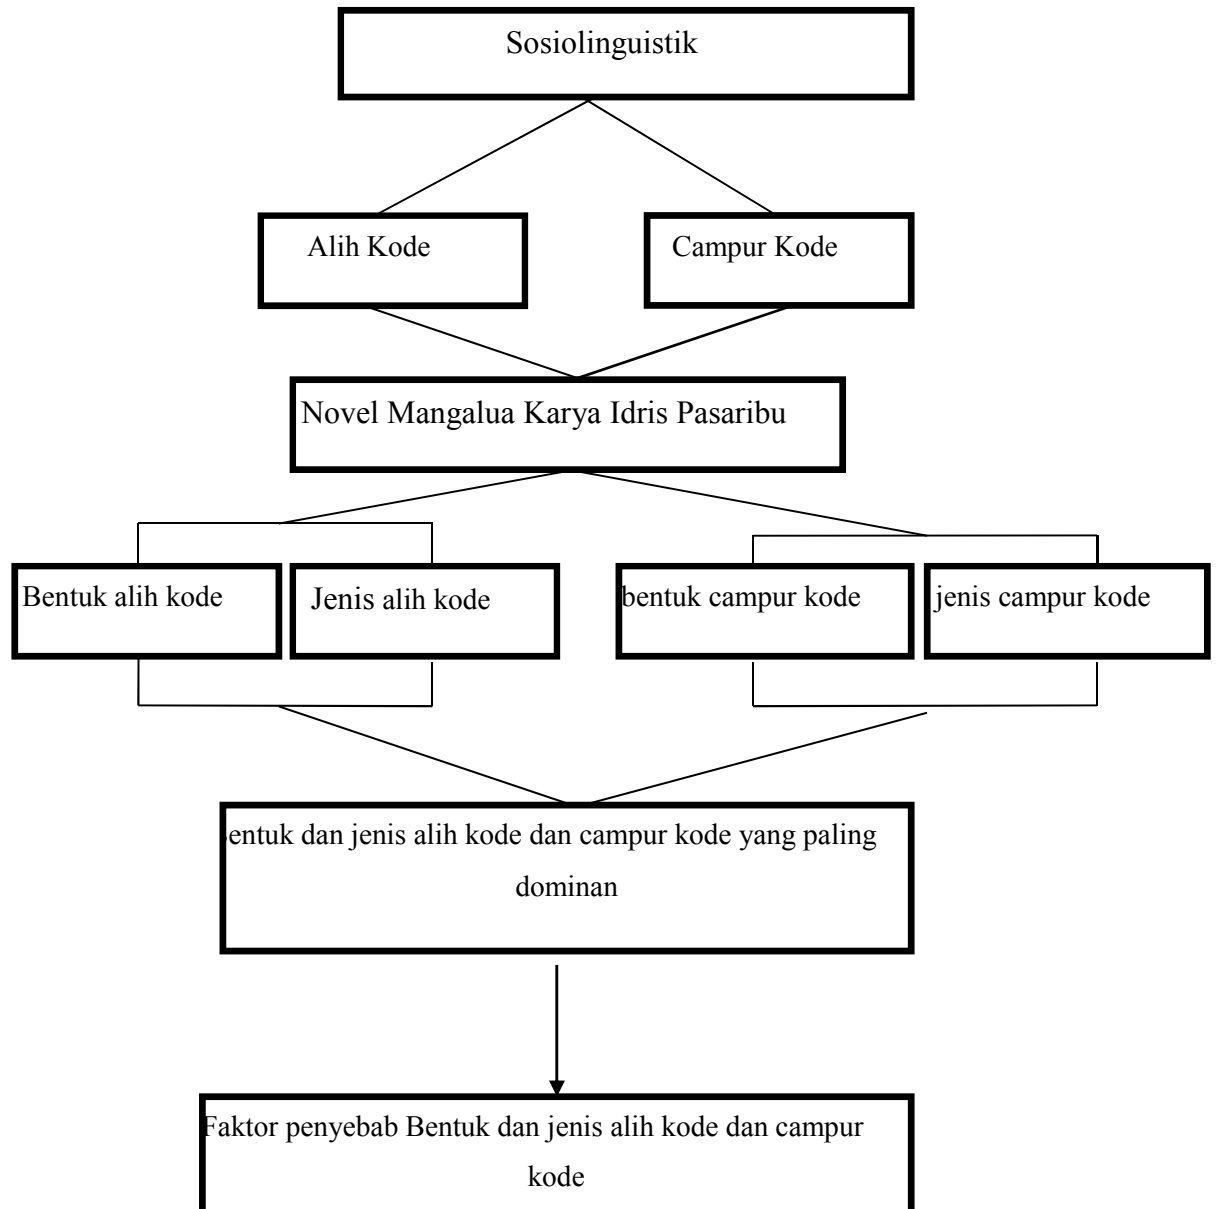 Sosiolinguistik
Alih Kode
Campur Kode
Novel Mangalua Karya Idris Pasaribu
Bentuk alih kode
Jenis alih kode
bentuk campur kode
jenis campur kode
Bentuk dan jenis alih kode dan campur kode yang paling
dominan
Faktor penyebab Bentuk dan jenis alih kode dan campur
kode